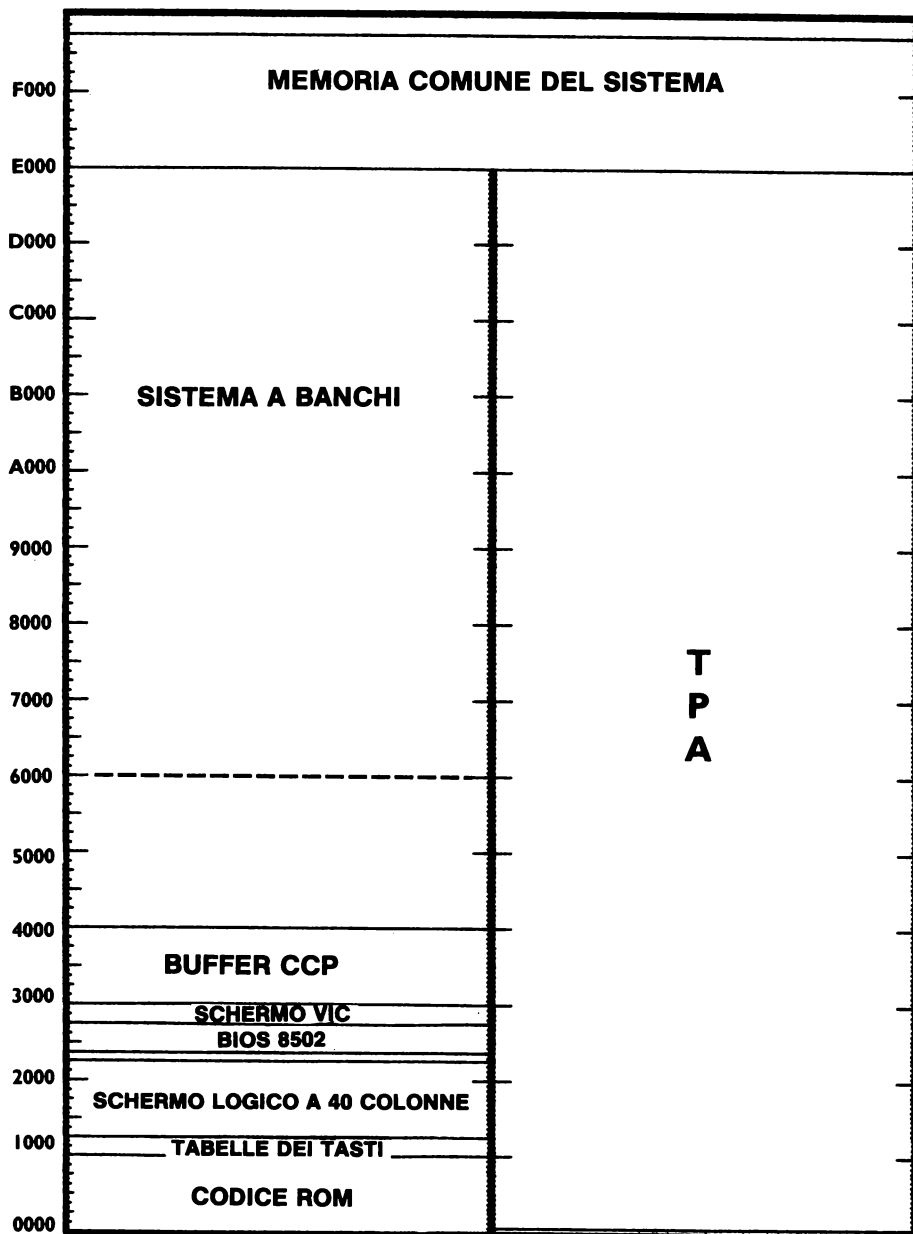 MEMORIA COMUNE DEL SISTEMA
F000
E000
D000
C000
B000
SISTEMA A BANCHI
A000
9000
8000
7000
T
P
A
6000
5000
4000
BUFFER CCP
3000
SCHERMO VIC
BIOS 8502
2000
SCHERMO LOGICO A 40 COLONNE
1000
TABELLE DEI TASTI
CODICE ROM
0000